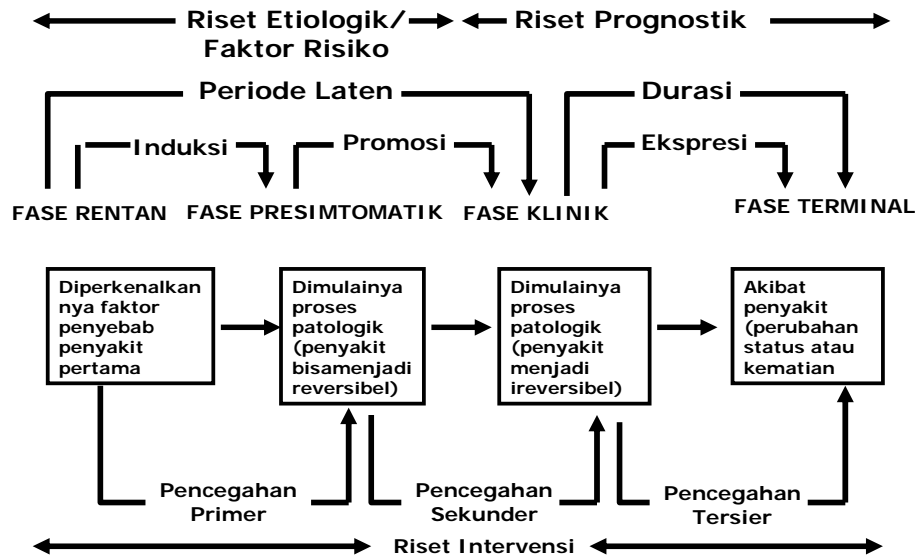 Riset Etiologik/
Faktor Risiko
Riset Prognostik
Periode Laten
Durasi
Induksi
Promosi
Ekspresi
FASE RENTAN
FASE PRESIMTOMATIK
FASE KLINIK
FASE TERMINAL
Diperkenalkan
nya faktor
penyebab
penyakit
pertama
Dimulainya
proses
patologik
(penyakit
bisamenjadi
reversibel)
Dimulainya
proses
patologik
(penyakit
menjadi
ireversibel)
Akibat
penyakit
(perubahan
status atau
kematian
Pencegahan
Primer
Pencegahan
Sekunder
Pencegahan
Tersier
Riset Intervensi